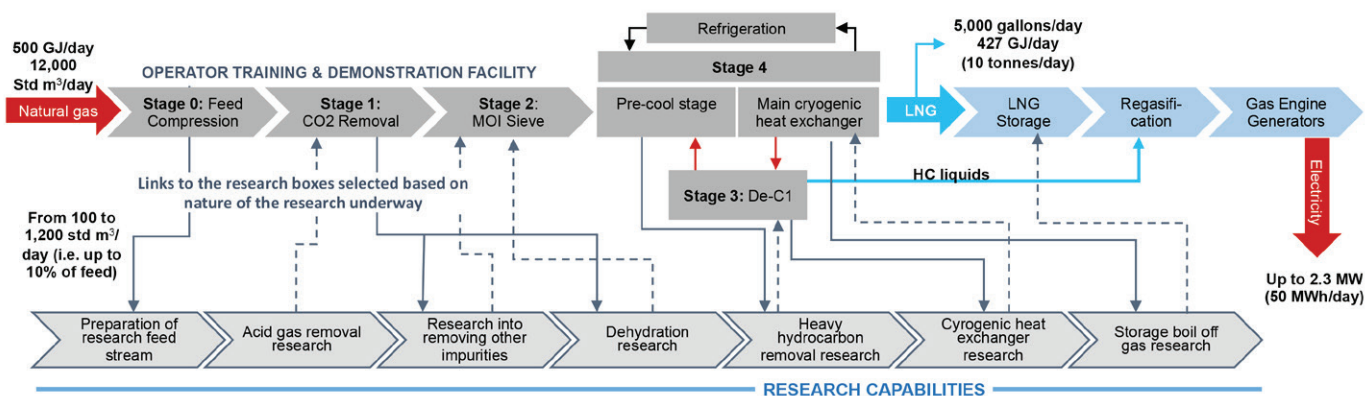 500 GJ/day
12,000
Std m³/day
Natural gas
OPERATOR TRAINING & DEMONSTRATION FACILITY
Stage 0: Feed
Compression
Stage 1:
CO2 Removal
Stage 2:
MOI Sieve
Refrigeration
Stage 4
Pre-cool stage
Main cryogenic
heat exchanger
Stage 3: De-C1
5,000 gallons/day
427 GJ/day
(10 tonnes/day)
LNG
LNG
Storage
Regasifi-
cation
Gas Engine
Generators
HC liquids
Electricity
Up to 2.3 MW
(50 MWh/day)
Links to the research boxes selected based on
nature of the research underway
From 100 to
1,200 std m³/
day (i.e. up to
10% of feed)
Preparation of
research feed
stream
Acid gas removal
research
Research into
removing other
impurities
Dehydration
research
Heavy
hydrocarbon
removal research
Cyrogenic heat
exchanger
research
Storage boil off
gas research
RESEARCH CAPABILITIES